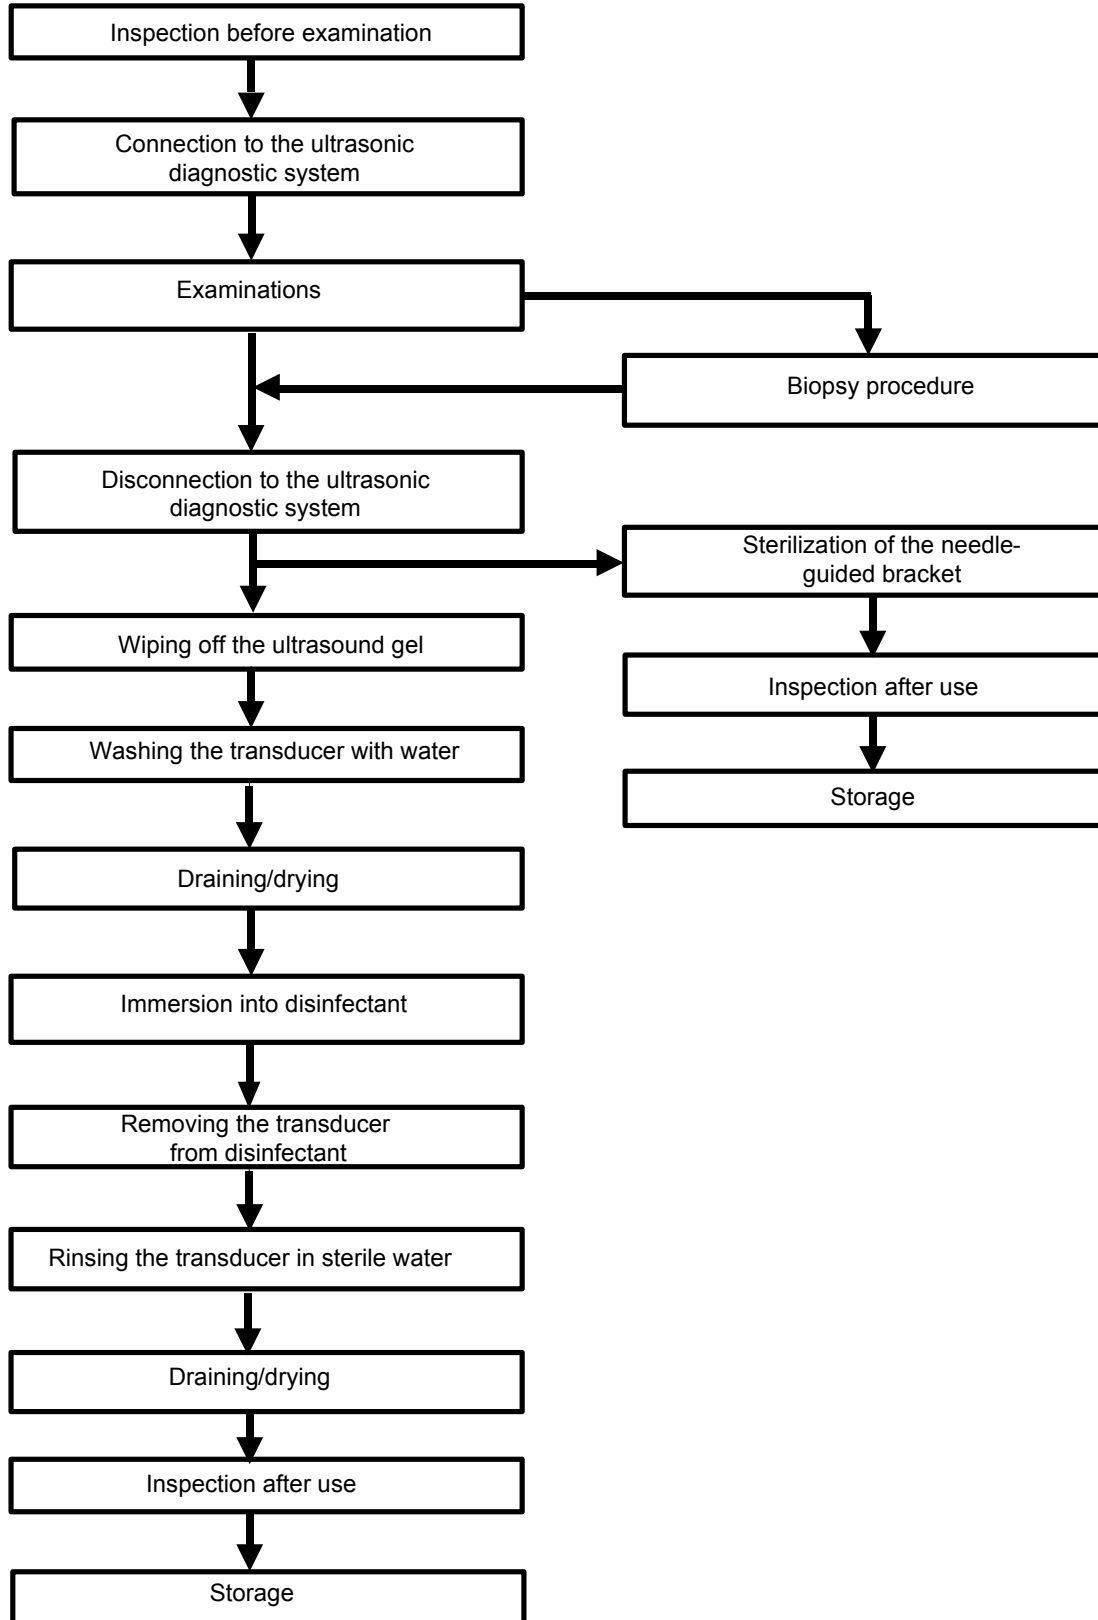 Inspection before examination
Connection to the ultrasonic
diagnostic system
Examinations
Biopsy procedure
Disconnection to the ultrasonic
diagnostic system
Sterilization of the needle-
guided bracket
Wiping off the ultrasound gel
Inspection after use
Washing the transducer with water
Storage
Draining/drying
Immersion into disinfectant
Removing the transducer
from disinfectant
Rinsing the transducer in sterile water
Draining/drying
Inspection after use
Storage